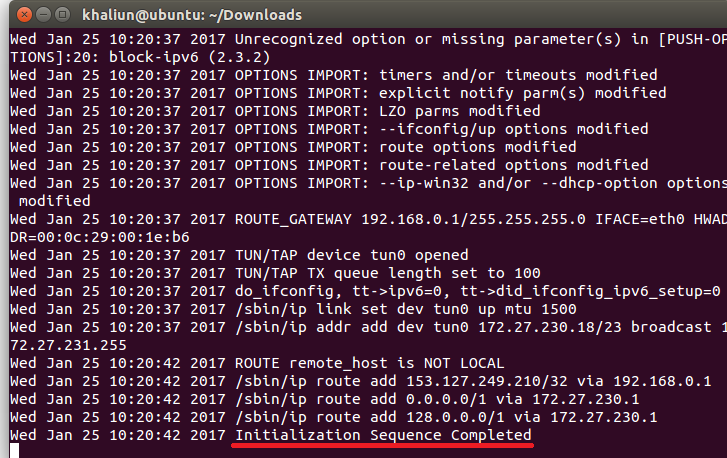 khaliun@ubuntu: ~/Downloads
Wed Jan 25 10:20:37 2017 Unrecognized option or missing parameter(s) in [PUSH-OP
TIONS]:20: block-ipv6 (2.3.2)
Wed Jan 25 10:20:37 2017 OPTIONS IMPORT: timers and/or timeouts modified
Wed Jan 25 10:20:37 2017 OPTIONS IMPORT: explicit notify parm(s) modified
Wed Jan 25 10:20:37 2017 OPTIONS IMPORT: LZO parms modified
Wed Jan 25 10:20:37 2017 OPTIONS IMPORT: --ifconfig/up options modified
Wed Jan 25 10:20:37 2017 OPTIONS IMPORT: route options modified
Wed Jan 25 10:20:37 2017 OPTIONS IMPORT: route-related options modified
Wed Jan 25 10:20:37 2017 OPTIONS IMPORT: --ip-win32 and/or --dhcp-option options
 modified
Wed Jan 25 10:20:37 2017 ROUTE_GATEWAY 192.168.0.1/255.255.255.0 IFACE=eth0 HWAD
DR=00:0c:29:00:1e:b6
Wed Jan 25 10:20:37 2017 TUN/TAP device tun0 opened
Wed Jan 25 10:20:37 2017 TUN/TAP TX queue length set to 100
Wed Jan 25 10:20:37 2017 do_ifconfig, tt->ipv6=0, tt->did_ifconfig_ipv6_setup=0
Wed Jan 25 10:20:37 2017 /sbin/ip link set dev tun0 up mtu 1500
Wed Jan 25 10:20:37 2017 /sbin/ip addr add dev tun0 172.27.230.18/23 broadcast 1
72.27.231.255
Wed Jan 25 10:20:42 2017 ROUTE remote_host is NOT LOCAL
Wed Jan 25 10:20:42 2017 /sbin/ip route add 153.127.249.210/32 via 192.168.0.1
Wed Jan 25 10:20:42 2017 /sbin/ip route add 0.0.0.0/1 via 172.27.230.1
Wed Jan 25 10:20:42 2017 /sbin/ip route add 128.0.0.0/1 via 172.27.230.1
Wed Jan 25 10:20:42 2017 Initialization Sequence Completed